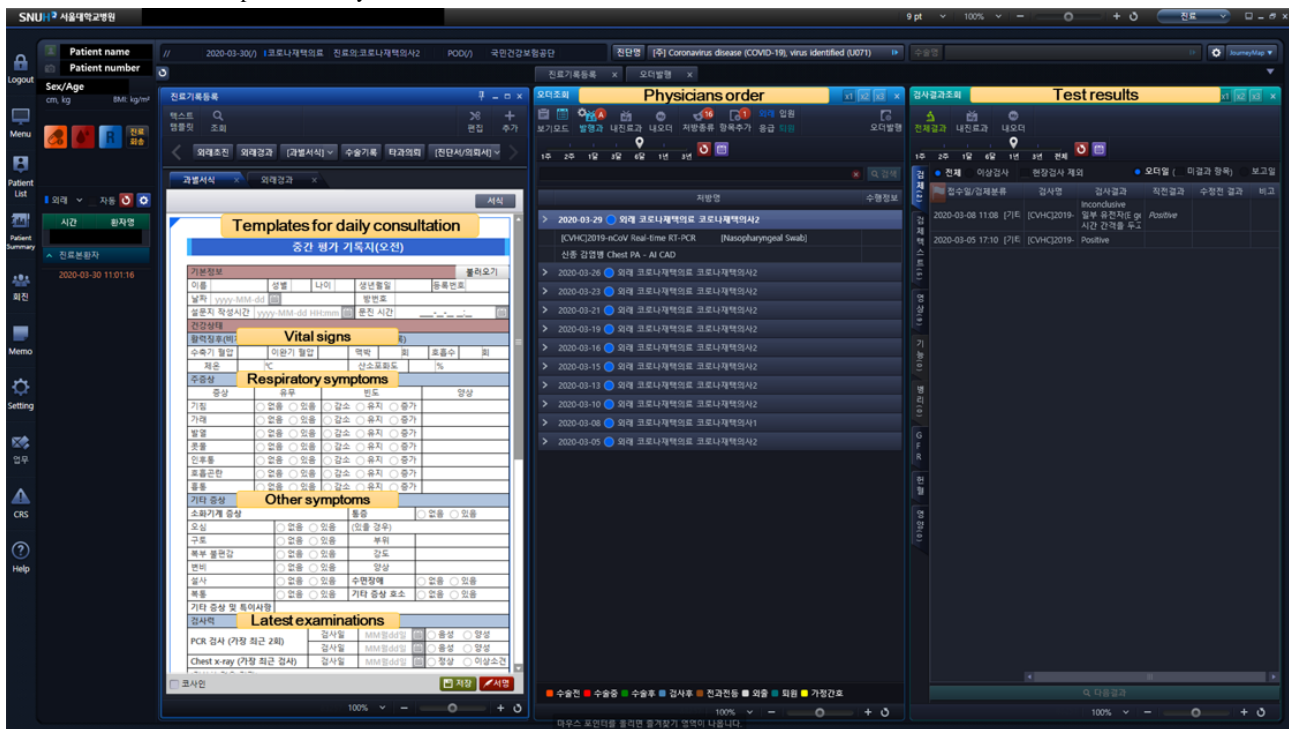 SNUH 서울대학교병원
9 pt 100% 진료
Logout
Menu
Patient List
Patient Summary
회진
Memo
Setting
업무
CRS
Help
Patient name
Patient number
Sex/Age
cm, kg BMI: kg/m²
R 진료 화송
외래 자동
시간 환자명
진료본환자
2020-03-30 11:01:16
// 2020-03-30(/) 코로나재택의료 진료의:코로나재택의사2 POD(/) 국민건강보험공단
진단명 [주] Coronavirus disease (COVID-19), virus identified (U071)
수술명
JourneyMap
진료기록등록 x 오더발행 x
진료기록등록
텍스트 템플릿 조회 편집 추가
외래초진 외래경과 [과별서식] 수술기록 타과의뢰 [진단서/의뢰서]
과별서식 x 외래경과 x
서식
Templates for daily consultation
중간 평가 기록지(오전)
기본정보 불러오기
이름 성별 나이 생년월일 등록번호
날짜 yyyy-MM-dd 방번호
설문지 작성시간 yyyy-MM-dd HH:mm 문진 시간
건강상태
Vital signs
수축기 혈압 이완기 혈압 맥박 회 호흡수 회
체온 ℃ 산소포화도 %
주증상
Respiratory symptoms
증상 유무 빈도 양상
기침 없음 있음 감소 유지 증가
가래 없음 있음 감소 유지 증가
발열 없음 있음 감소 유지 증가
콧물 없음 있음 감소 유지 증가
인후통 없음 있음 감소 유지 증가
호흡곤란 없음 있음 감소 유지 증가
흉통 없음 있음 감소 유지 증가
기타 증상
Other symptoms
소화기계 증상 통증 없음 있음
오심 없음 있음 (있을 경우)
구토 없음 있음 부위
복부 불편감 없음 있음 강도
변비 없음 있음 양상
설사 없음 있음 수면장애 없음 있음
복통 없음 있음 기타 증상 호소 없음 있음
기타 증상 및 특이사항
검사력
Latest examinations
PCR 검사 (가장 최근 2회) 검사일 MM월dd일 음성 양성
검사일 MM월dd일 음성 양성
Chest x-ray (가장 최근 검사) 검사일 MM월dd일 정상 이상소견
코사인 저장 서명
100%
오더조회
Physicians order
x1 x2 x3 x
보기모드 발행과 내진료과 내오더 처방종류 항목추가 응급 외래 입원 퇴원 오더발행
1주 2주 1달 3달 6달 1년 3년
검색
처방명 수행정보
2020-03-29 외래 코로나재택의료 코로나재택의사2
[CVHC]2019-nCoV Real-time RT-PCR [Nasopharyngeal Swab]
신종 감염병 Chest PA - AI CAD
2020-03-26 외래 코로나재택의료 코로나재택의사2
2020-03-23 외래 코로나재택의료 코로나재택의사2
2020-03-21 외래 코로나재택의료 코로나재택의사2
2020-03-19 외래 코로나재택의료 코로나재택의사2
2020-03-16 외래 코로나재택의료 코로나재택의사2
2020-03-15 외래 코로나재택의료 코로나재택의사2
2020-03-13 외래 코로나재택의료 코로나재택의사2
2020-03-10 외래 코로나재택의료 코로나재택의사2
2020-03-08 외래 코로나재택의료 코로나재택의사1
2020-03-05 외래 코로나재택의료 코로나재택의사2
수술전 수술중 수술후 검사후 전과전등 외출 퇴원 가정간호
100%
마우스 포인터를 올리면 즐겨찾기 영역이 나옵니다.
검사결과조회
Test results
x1 x2 x3 x
전체결과 내진료과 내오더
1주 2주 1달 6달 1년 3년 전체
전체 이상검사 현장검사 제외 오더일 ( 미결과 항목) 보고일
접수일/검체분류 검사명 검사결과 직전결과 수정전 결과 비고
2020-03-08 11:08 [기타 [CVHC]2019- Inconclusive 일부 유전자(E ge 시간 간격을 두고 Positive
2020-03-05 17:10 [기타 [CVHC]2019- Positive
다음결과
100%